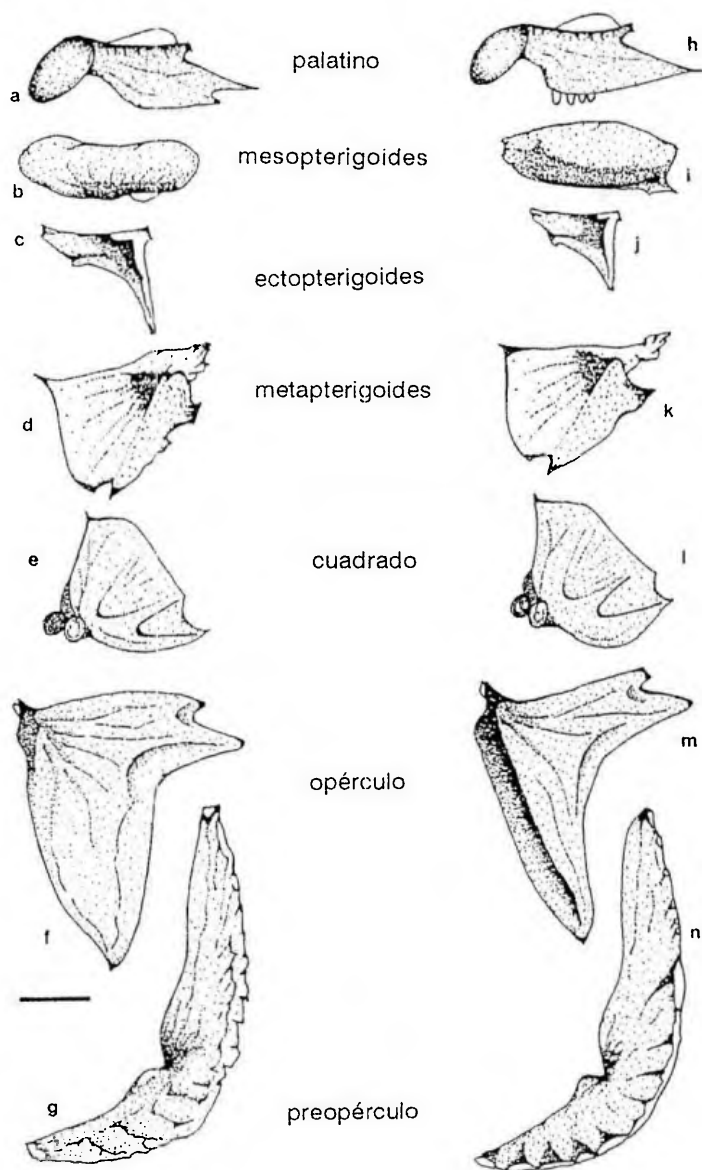 a palatino h
b mesopterigoides i
c ectopterigoides j
d metapterigoides k
e cuadrado l
f opérculo m
g preopérculo n